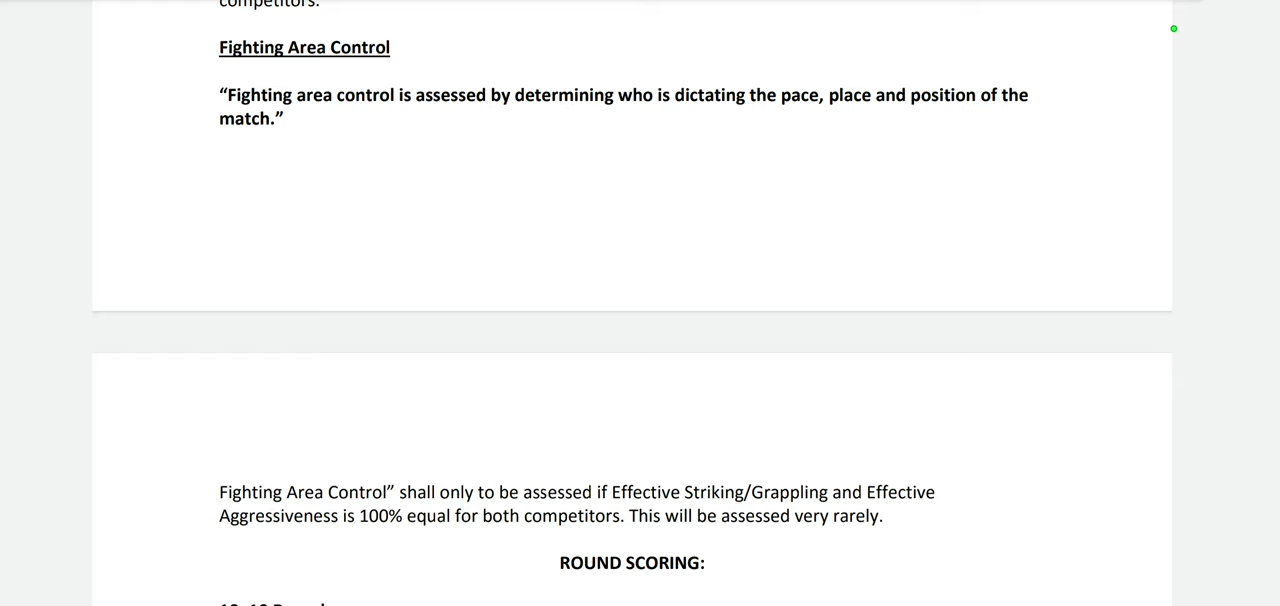 competitors.
Fighting Area Control
“Fighting area control is assessed by determining who is dictating the pace, place and position of the
match.”
Fighting Area Control” shall only to be assessed if Effective Striking/Grappling and Effective
Aggressiveness is 100% equal for both competitors. This will be assessed very rarely.
ROUND SCORING: